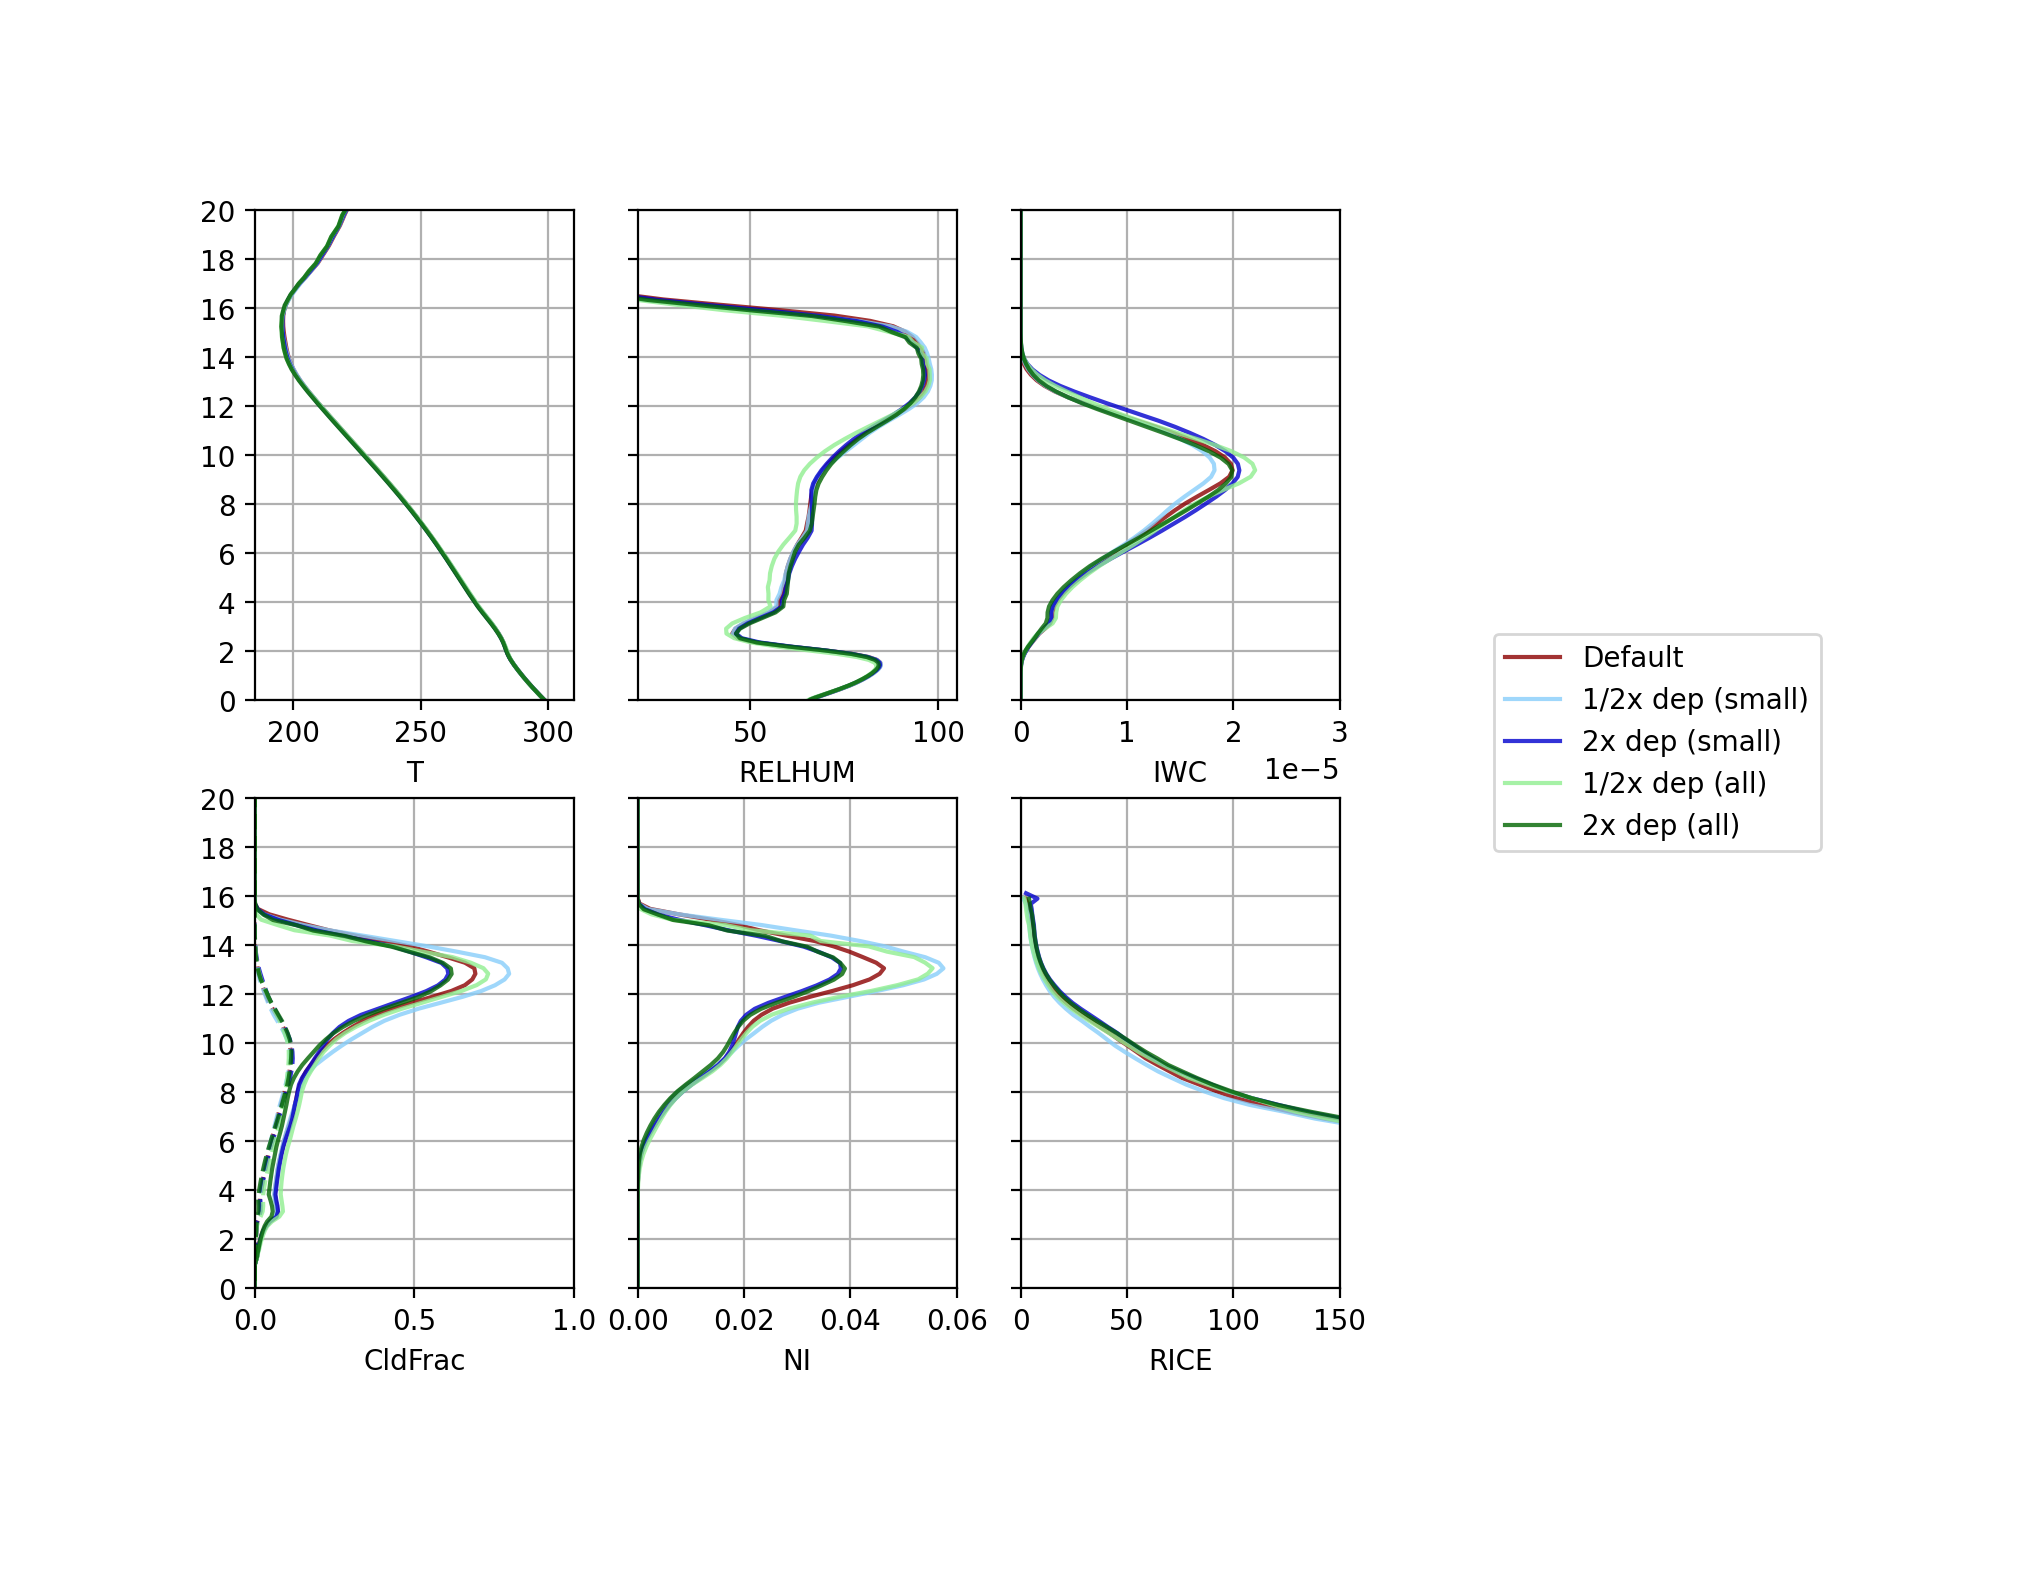 20
18
16
14
12
10
8
6
4
2
0
200 250 300
T
50 100
RELHUM
0 1 2 3
1e−5
IWC
20
18
16
14
12
10
8
6
4
2
0
0.0 0.5 1.0
CldFrac
0.00 0.02 0.04 0.06
NI
0 50 100 150
RICE
Default
1/2x dep (small)
2x dep (small)
1/2x dep (all)
2x dep (all)